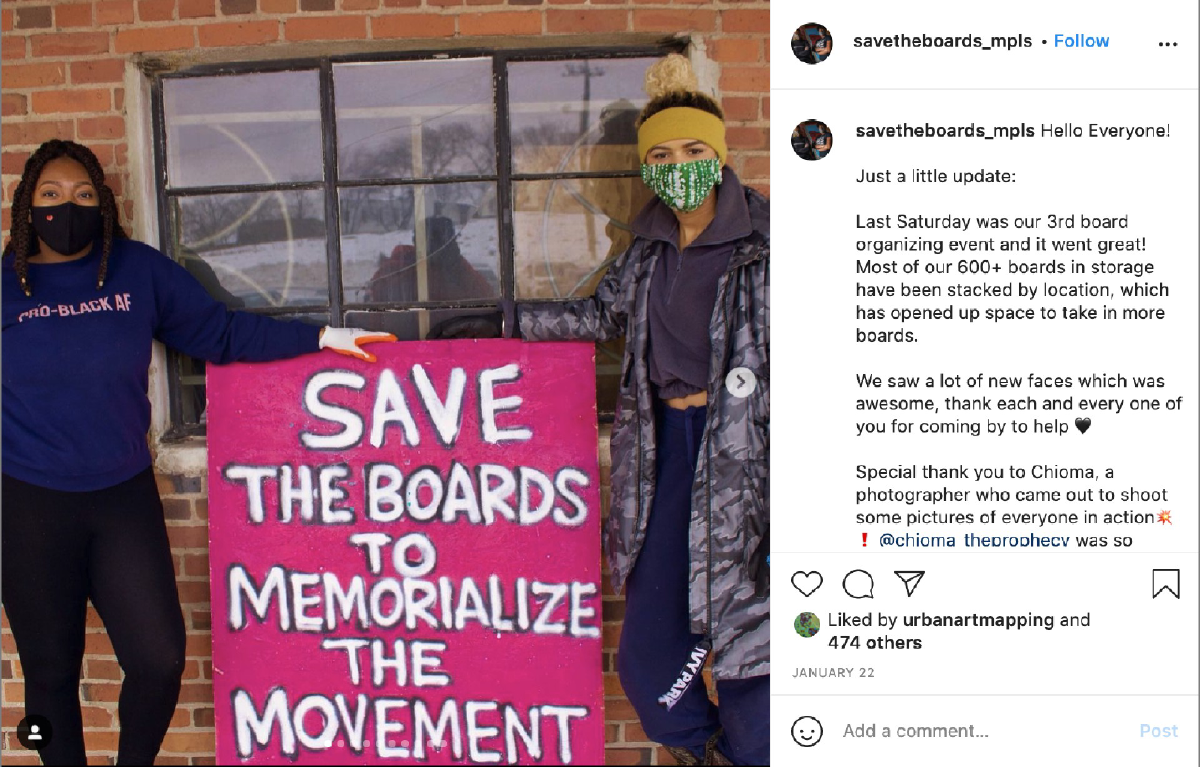 PRO-BLACK AF
SAVE
THE BOARDS
TO
MEMORIALIZE
THE
MOVEMENT
IVY PARK
savetheboards_mpls • Follow
savetheboards_mpls Hello Everyone!
Just a little update:
Last Saturday was our 3rd board
organizing event and it went great!
Most of our 600+ boards in storage
have been stacked by location, which
has opened up space to take in more
boards.
We saw a lot of new faces which was
awesome, thank each and every one of
you for coming by to help 🖤
Special thank you to Chioma, a
photographer who came out to shoot
some pictures of everyone in action💥
❗ @chioma_theprophecy was so
Liked by urbanartmapping and
474 others
JANUARY 22
Add a comment...
Post